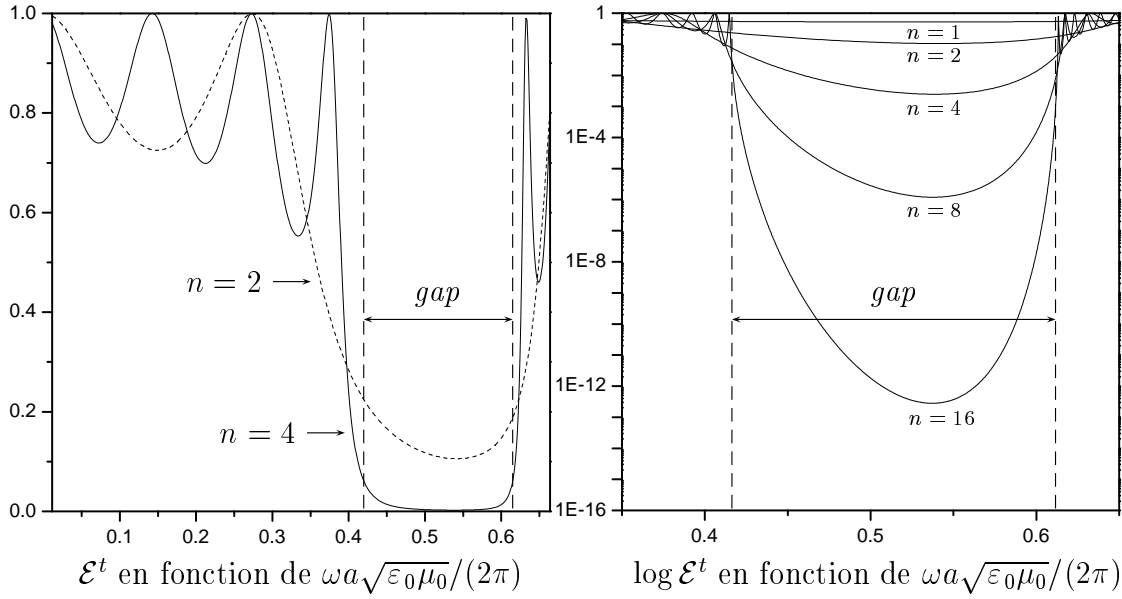 1.0
0.8
0.6
0.4
0.2
0.0
n = 2
gap
n = 4
0.1 0.2 0.3 0.4 0.5 0.6
ℰ^t en fonction de ωa√ε₀μ₀/(2π)
1
1E-4
1E-8
1E-12
1E-16
n = 1
n = 2
n = 4
n = 8
gap
n = 16
0.4 0.5 0.6
log ℰ^t en fonction de ωa√ε₀μ₀/(2π)